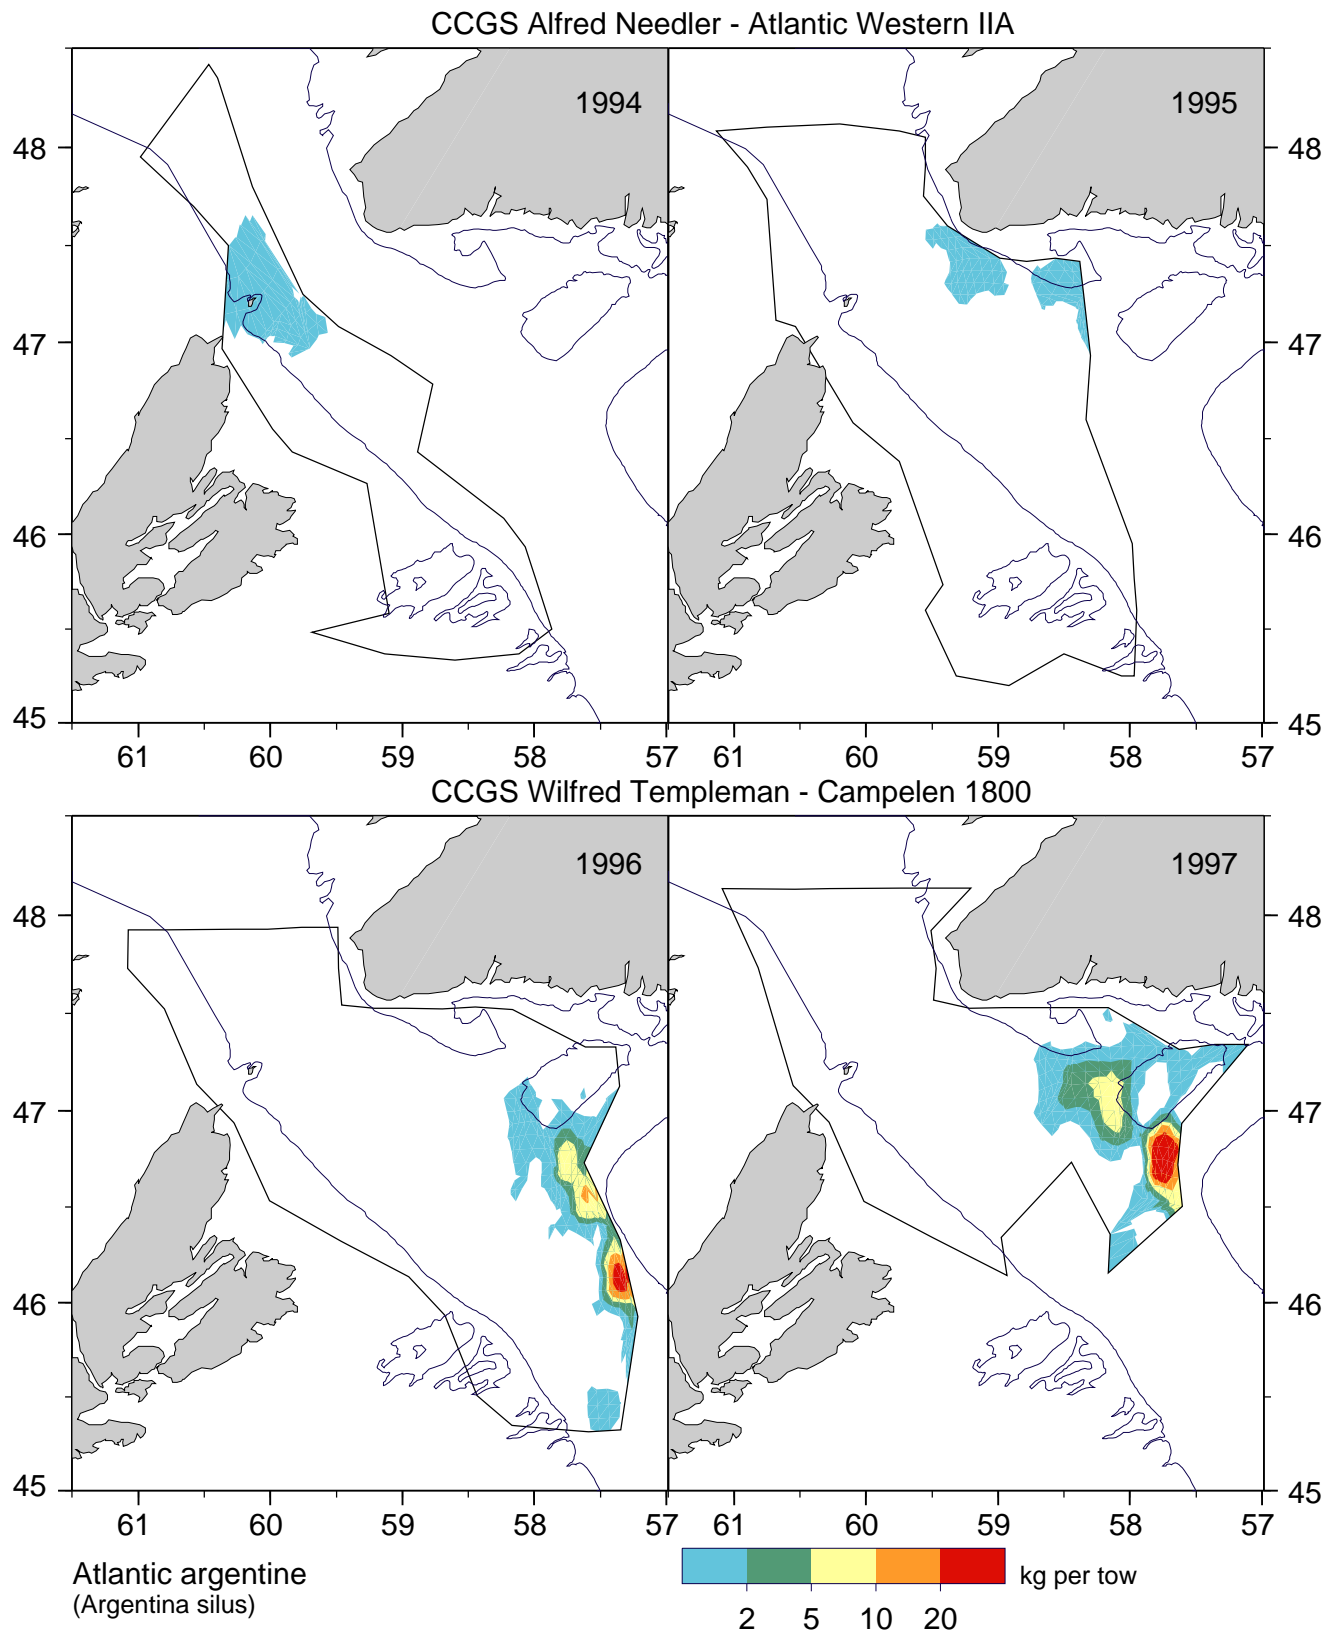 CCGS Alfred Needler - Atlantic Western IIA
1994
1995
48
48
47
47
46
46
45
45
61 60 59 58 57
61 60 59 58 57
CCGS Wilfred Templeman - Campelen 1800
1996
1997
48
48
47
47
46
46
45
45
61 60 59 58 57
61 60 59 58 57
Atlantic argentine
(Argentina silus)
kg per tow
2 5 10 20